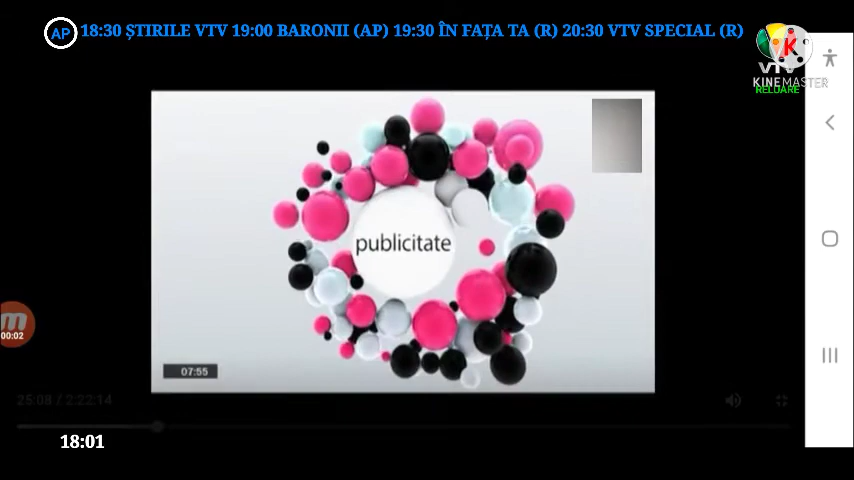 AP 18:30 ȘTIRILE VTV 19:00 BARONII (AP) 19:30 ÎN FAȚA TA (R) 20:30 VTV SPECIAL (R)
K
VTV
KINEMASTER
RELUARE
publicitate
00:02
07:55
25:08 / 2:22:14
18:01